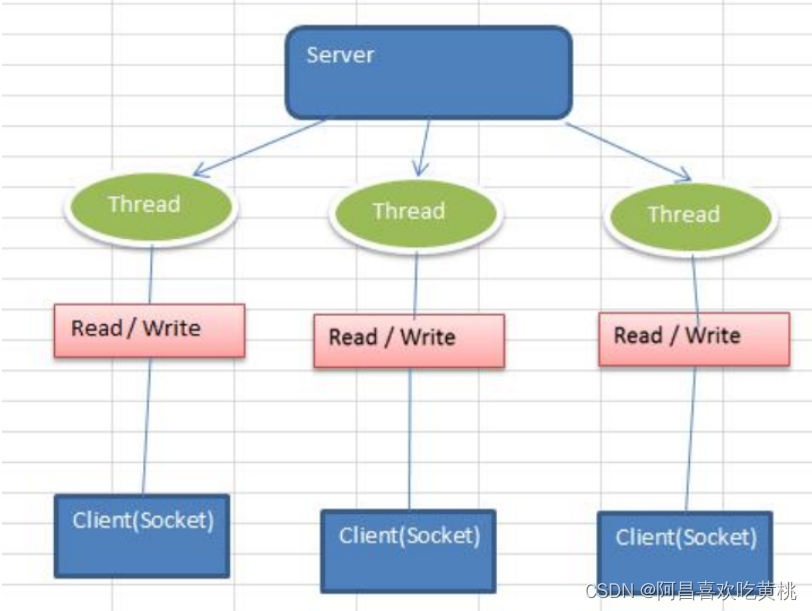 Server
Thread
Thread
Thread
Read / Write
Read / Write
Read / Write
Client(Socket)
Client(Socket)
Client(Socket)
CSDN @阿昌喜欢吃黄桃